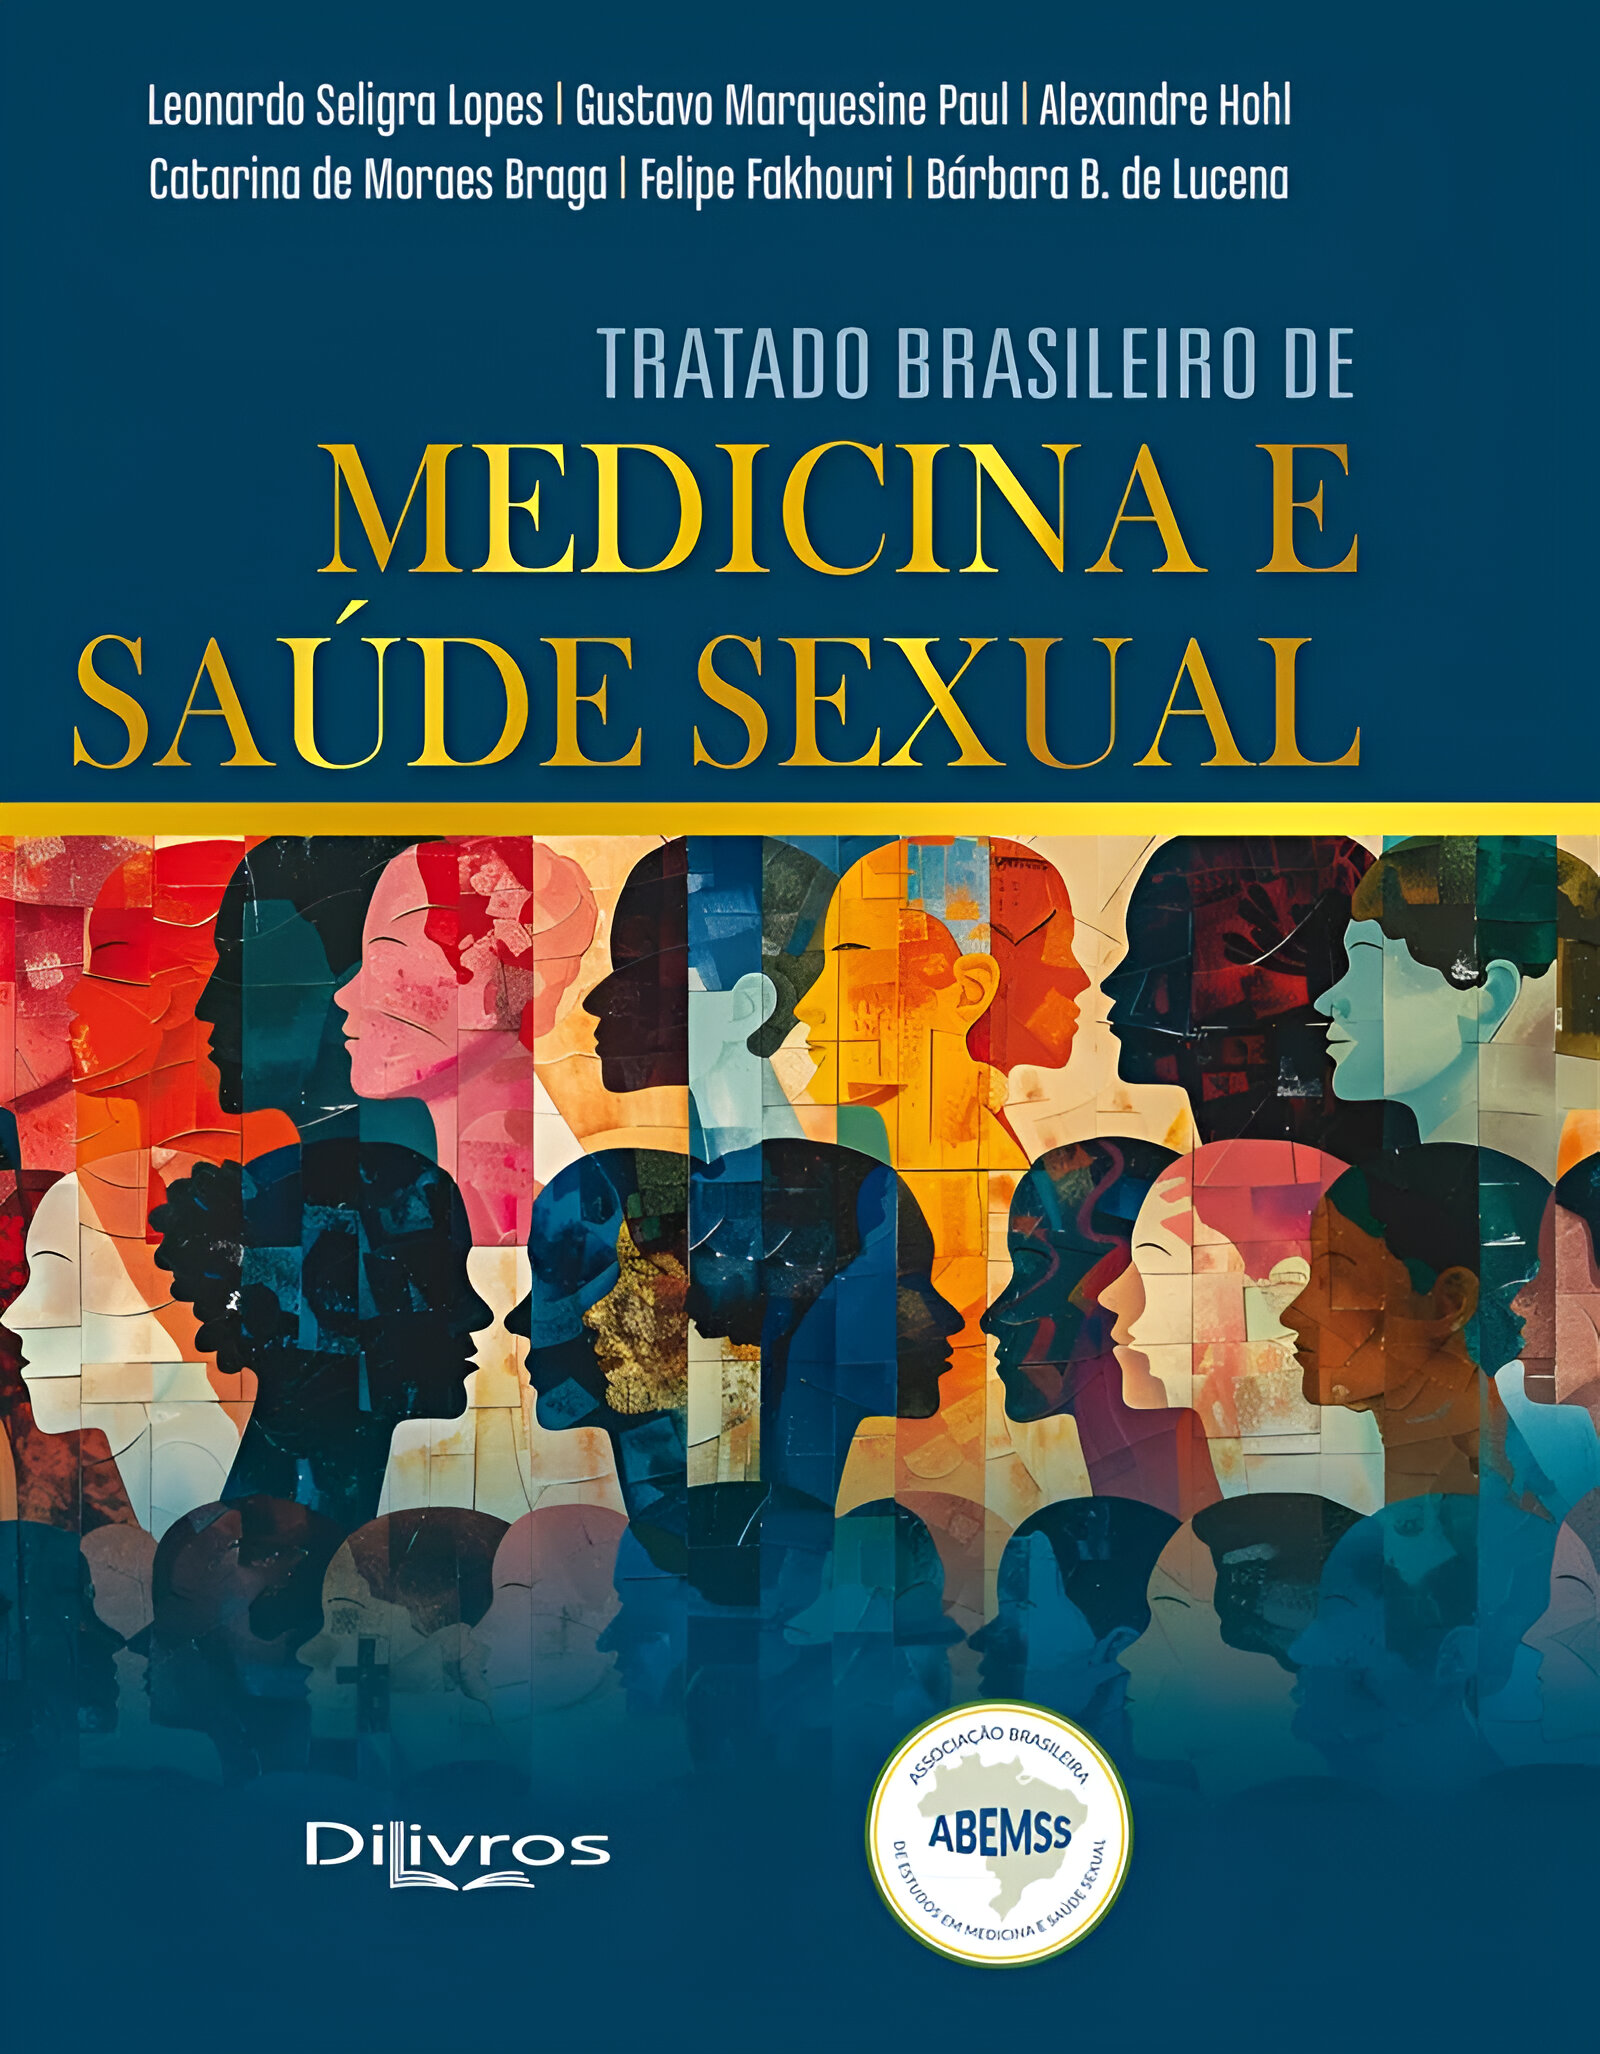 Leonardo Seligra Lopes | Gustavo Marquesine Paul | Alexandre Hohl
Catarina de Moraes Braga | Felipe Fakhouri | Bárbara B. de Lucena
TRATADO BRASILEIRO DE
MEDICINA E
SAÚDE SEXUAL
DiLivros
ASSOCIAÇÃO BRASILEIRA
ABEMSS
DE ESTUDOS EM MEDICINA E SAÚDE SEXUAL